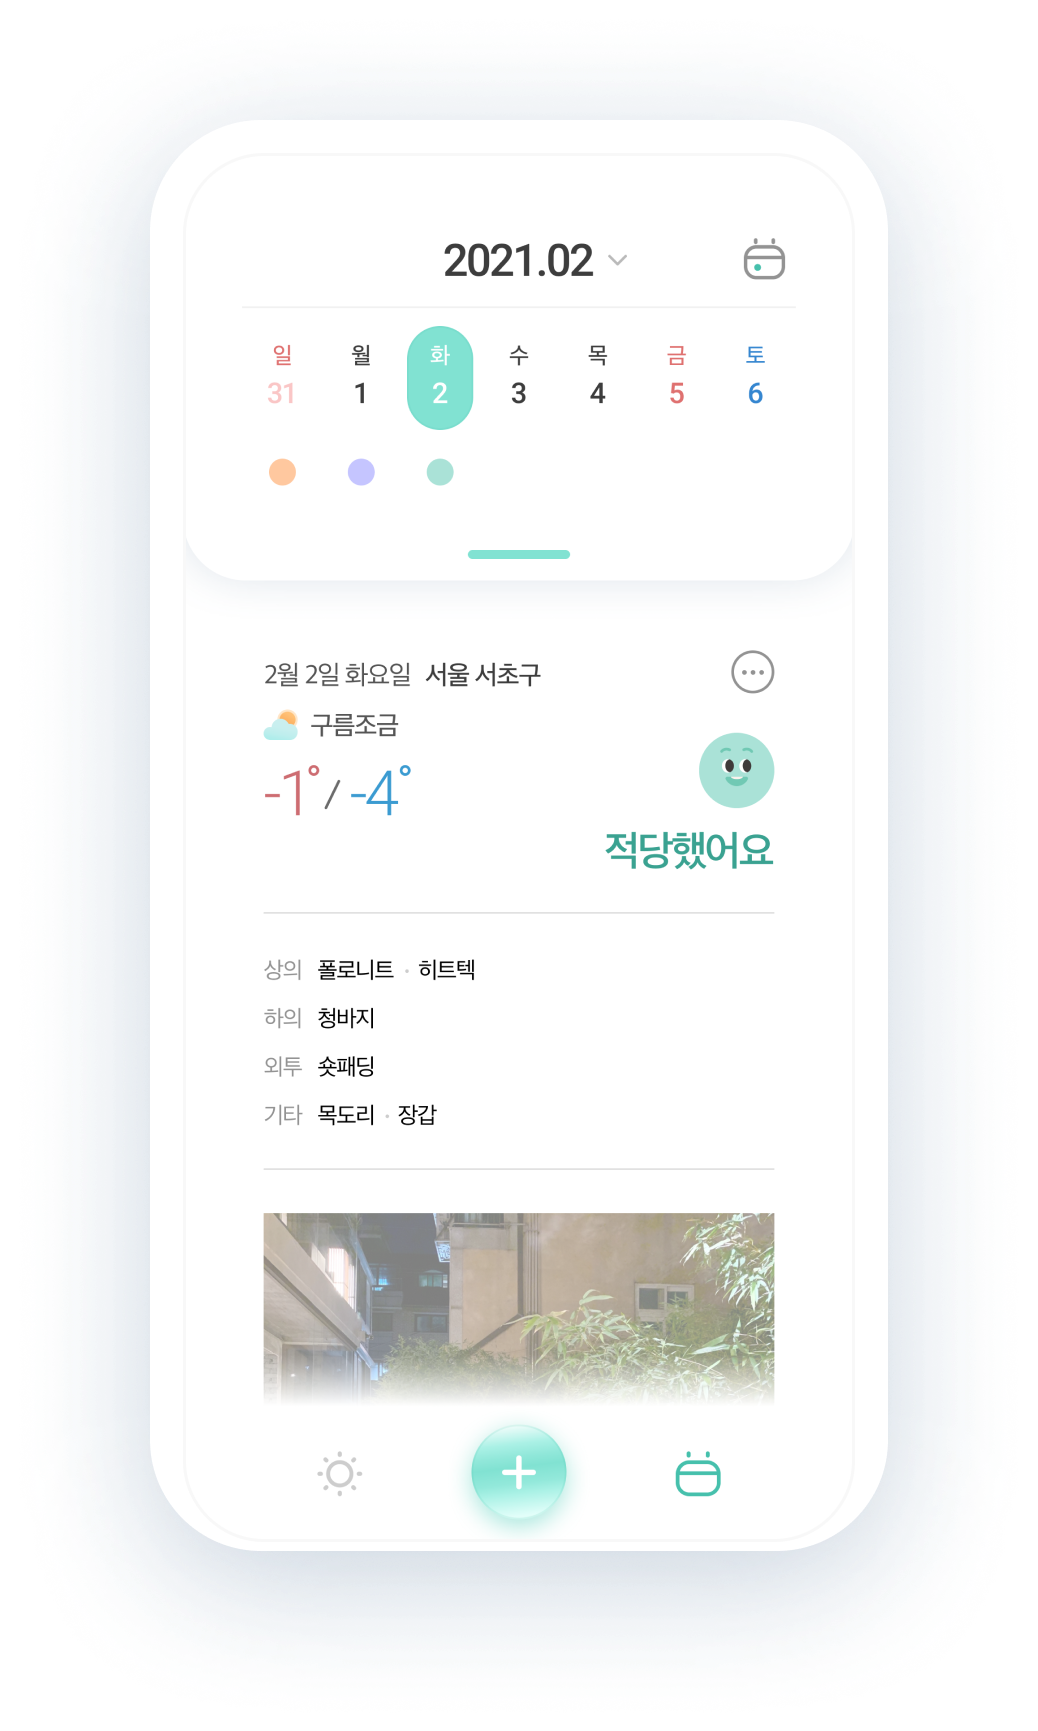 2021.02
일 월 화 수 목 금 토
31 1 2 3 4 5 6
2월 2일 화요일 서울 서초구
구름조금
-1°/ -4°
적당했어요
상의 폴로니트 · 히트텍
하의 청바지
외투 숏패딩
기타 목도리 · 장갑